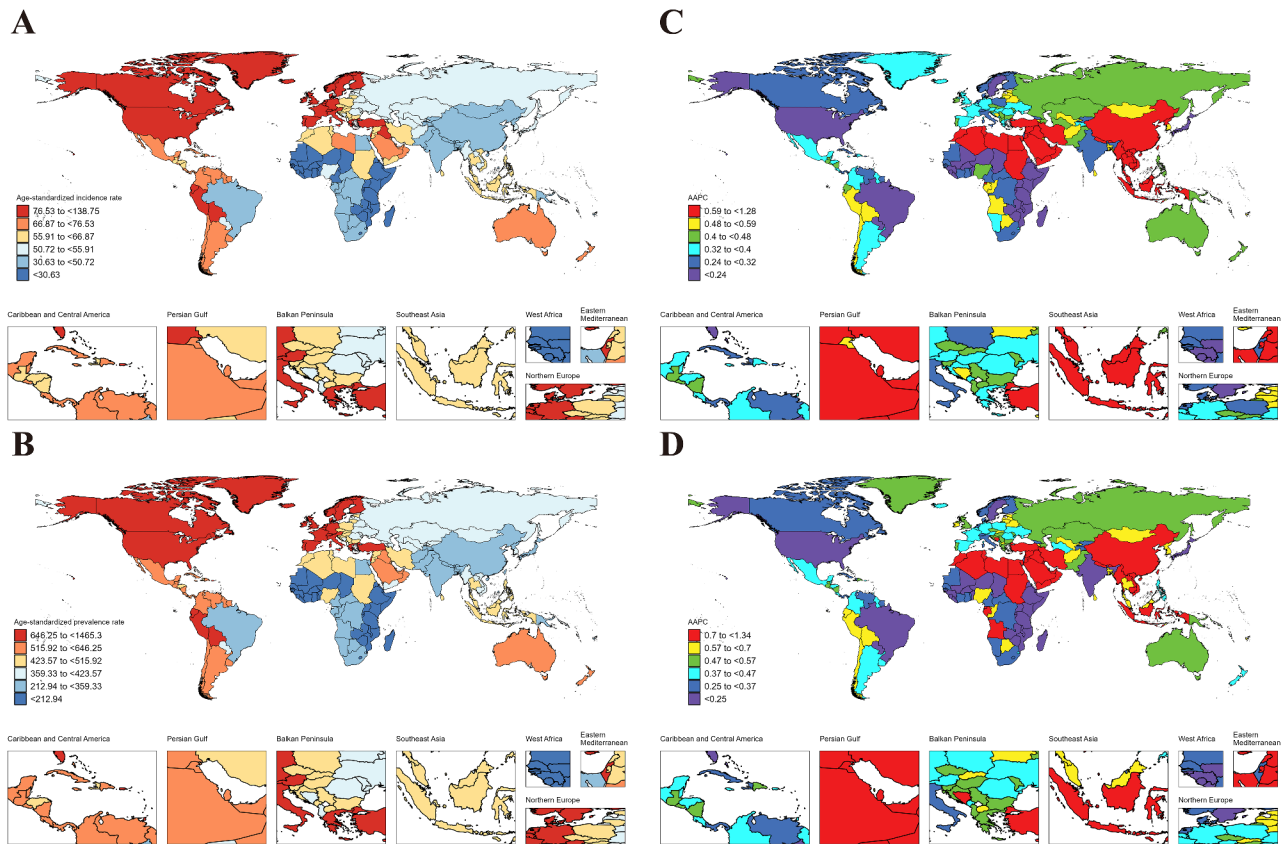 A
Age-standardized incidence rate
76.53 to <138.75
66.87 to <76.53
55.91 to <66.87
50.72 to <55.91
30.63 to <50.72
<30.63
Caribbean and Central America
Persian Gulf
Balkan Peninsula
Southeast Asia
West Africa
Eastern
Mediterranean
Northern Europe
C
AAPC
0.59 to <1.28
0.48 to <0.59
0.4 to <0.48
0.32 to <0.4
0.24 to <0.32
<0.24
Caribbean and Central America
Persian Gulf
Balkan Peninsula
Southeast Asia
West Africa
Eastern
Mediterranean
Northern Europe
B
Age-standardized prevalence rate
646.25 to <1465.3
515.92 to <646.25
423.57 to <515.92
359.33 to <423.57
212.94 to <359.33
<212.94
Caribbean and Central America
Persian Gulf
Balkan Peninsula
Southeast Asia
West Africa
Eastern
Mediterranean
Northern Europe
D
AAPC
0.7 to <1.34
0.57 to <0.7
0.47 to <0.57
0.37 to <0.47
0.25 to <0.37
<0.25
Caribbean and Central America
Persian Gulf
Balkan Peninsula
Southeast Asia
West Africa
Eastern
Mediterranean
Northern Europe